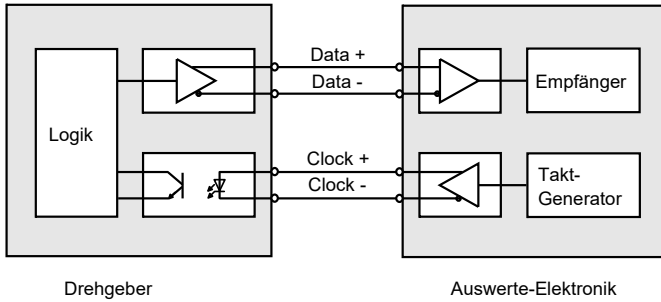 Data +
Data -
Empfänger
Logik
Clock +
Clock -
Takt-
Generator
Drehgeber
Auswerte-Elektronik